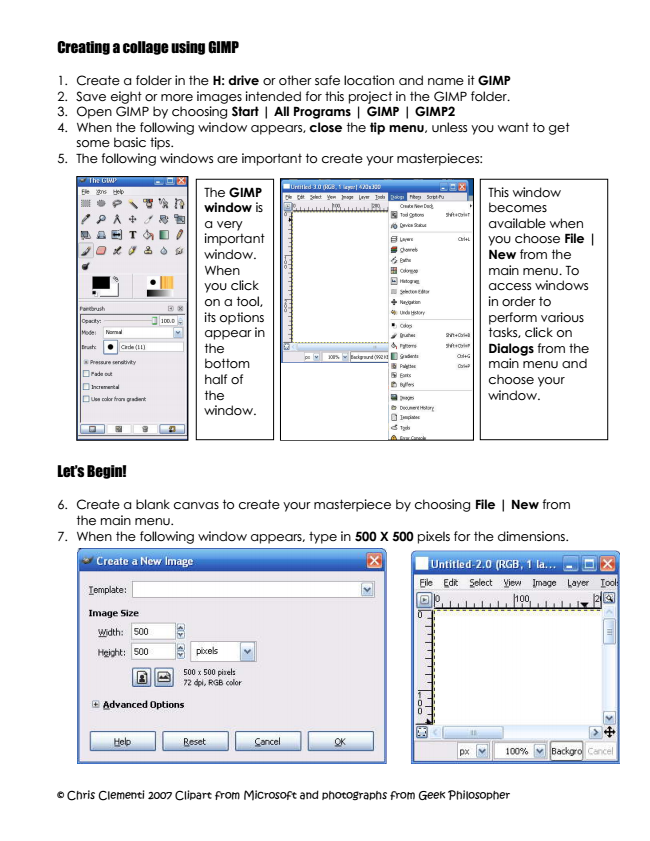 Creating a collage using GIMP
1. Create a folder in the H: drive or other safe location and name it GIMP
2. Save eight or more images intended for this project in the GIMP folder.
3. Open GIMP by choosing Start | All Programs | GIMP | GIMP2
4. When the following window appears, close the tip menu, unless you want to get
some basic tips.
5. The following windows are important to create your masterpieces:
The GIMP
File Xtns Help
Paintbrush
Opacity: 100.0
Mode: Normal
Brush: Circle (11)
Pressure sensitivity
Fade out
Incremental
Use color from gradient
The GIMP
window is
a very
important
window.
When
you click
on a tool,
its options
appear in
the
bottom
half of
the
window.
Untitled-3.0 (RGB, 1 layer) 420x300
File Edit Select View Image Layer Tools Dialogs Filters Script-Fu
Create New Dock
Tool Options Shift+Ctrl+T
Device Status
Layers Ctrl+L
Channels
Paths
Colormap
Histogram
Selection Editor
Navigation
Undo History
Colors
Brushes Shift+Ctrl+B
Patterns Shift+Ctrl+P
Gradients Ctrl+G
Palettes Ctrl+P
Fonts
Buffers
Images
Document History
Templates
Tools
Error Console
px 100% Background (992 K
This window
becomes
available when
you choose File |
New from the
main menu. To
access windows
in order to
perform various
tasks, click on
Dialogs from the
main menu and
choose your
window.
Let's Begin!
6. Create a blank canvas to create your masterpiece by choosing File | New from
the main menu.
7. When the following window appears, type in 500 X 500 pixels for the dimensions.
Create a New Image
Template:
Image Size
Width: 500
Height: 500 pixels
500 x 500 pixels
72 dpi, RGB color
Advanced Options
Help Reset Cancel OK
Untitled-2.0 (RGB, 1 la...
File Edit Select View Image Layer Tools
0 100 2
0
100
px 100% Backgro Cancel
© Chris Clementi 2007 Clipart from Microsoft and photographs from Geek Philosopher